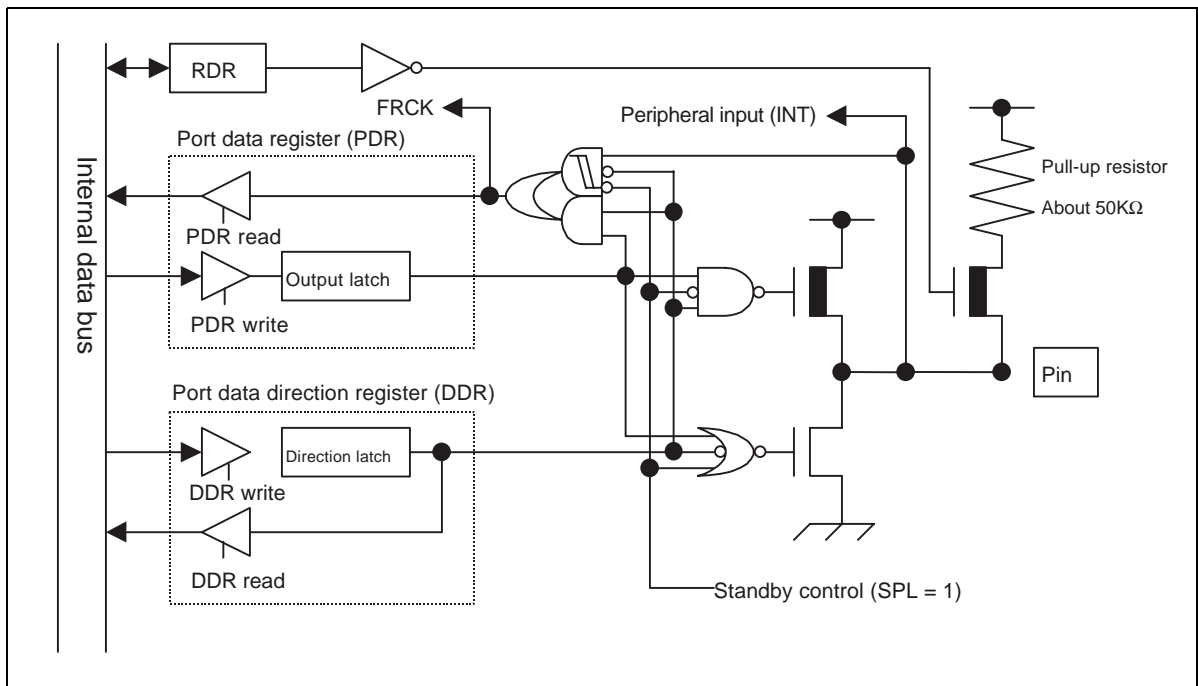 RDR
FRCK
Peripheral input (INT)
Port data register (PDR)
Pull-up resistor
About 50KΩ
Internal data bus
PDR read
Output latch
PDR write
Pin
Port data direction register (DDR)
Direction latch
DDR write
DDR read
Standby control (SPL = 1)